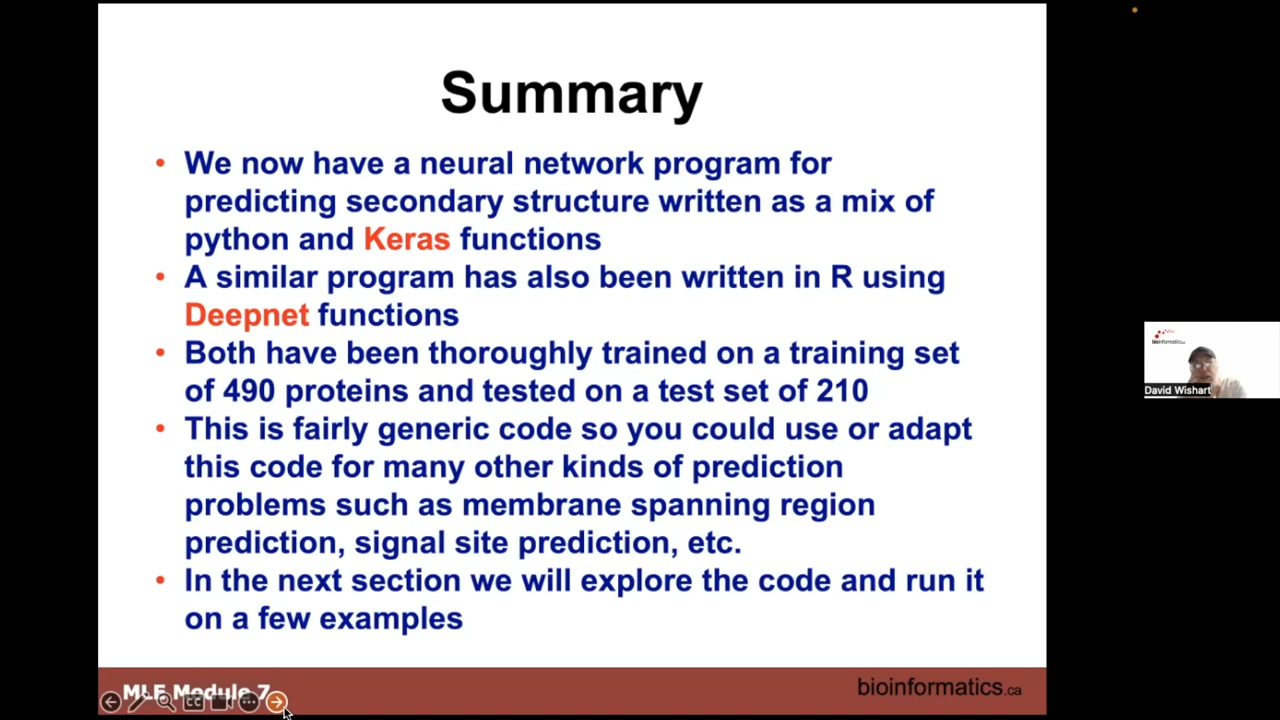 Summary
• We now have a neural network program for
predicting secondary structure written as a mix of
python and Keras functions
• A similar program has also been written in R using
Deepnet functions
• Both have been thoroughly trained on a training set
of 490 proteins and tested on a test set of 210
• This is fairly generic code so you could use or adapt
this code for many other kinds of prediction
problems such as membrane spanning region
prediction, signal site prediction, etc.
• In the next section we will explore the code and run it
on a few examples
MLE Module 7
CC
bioinformatics.ca
bioinformatics.ca
David Wishart